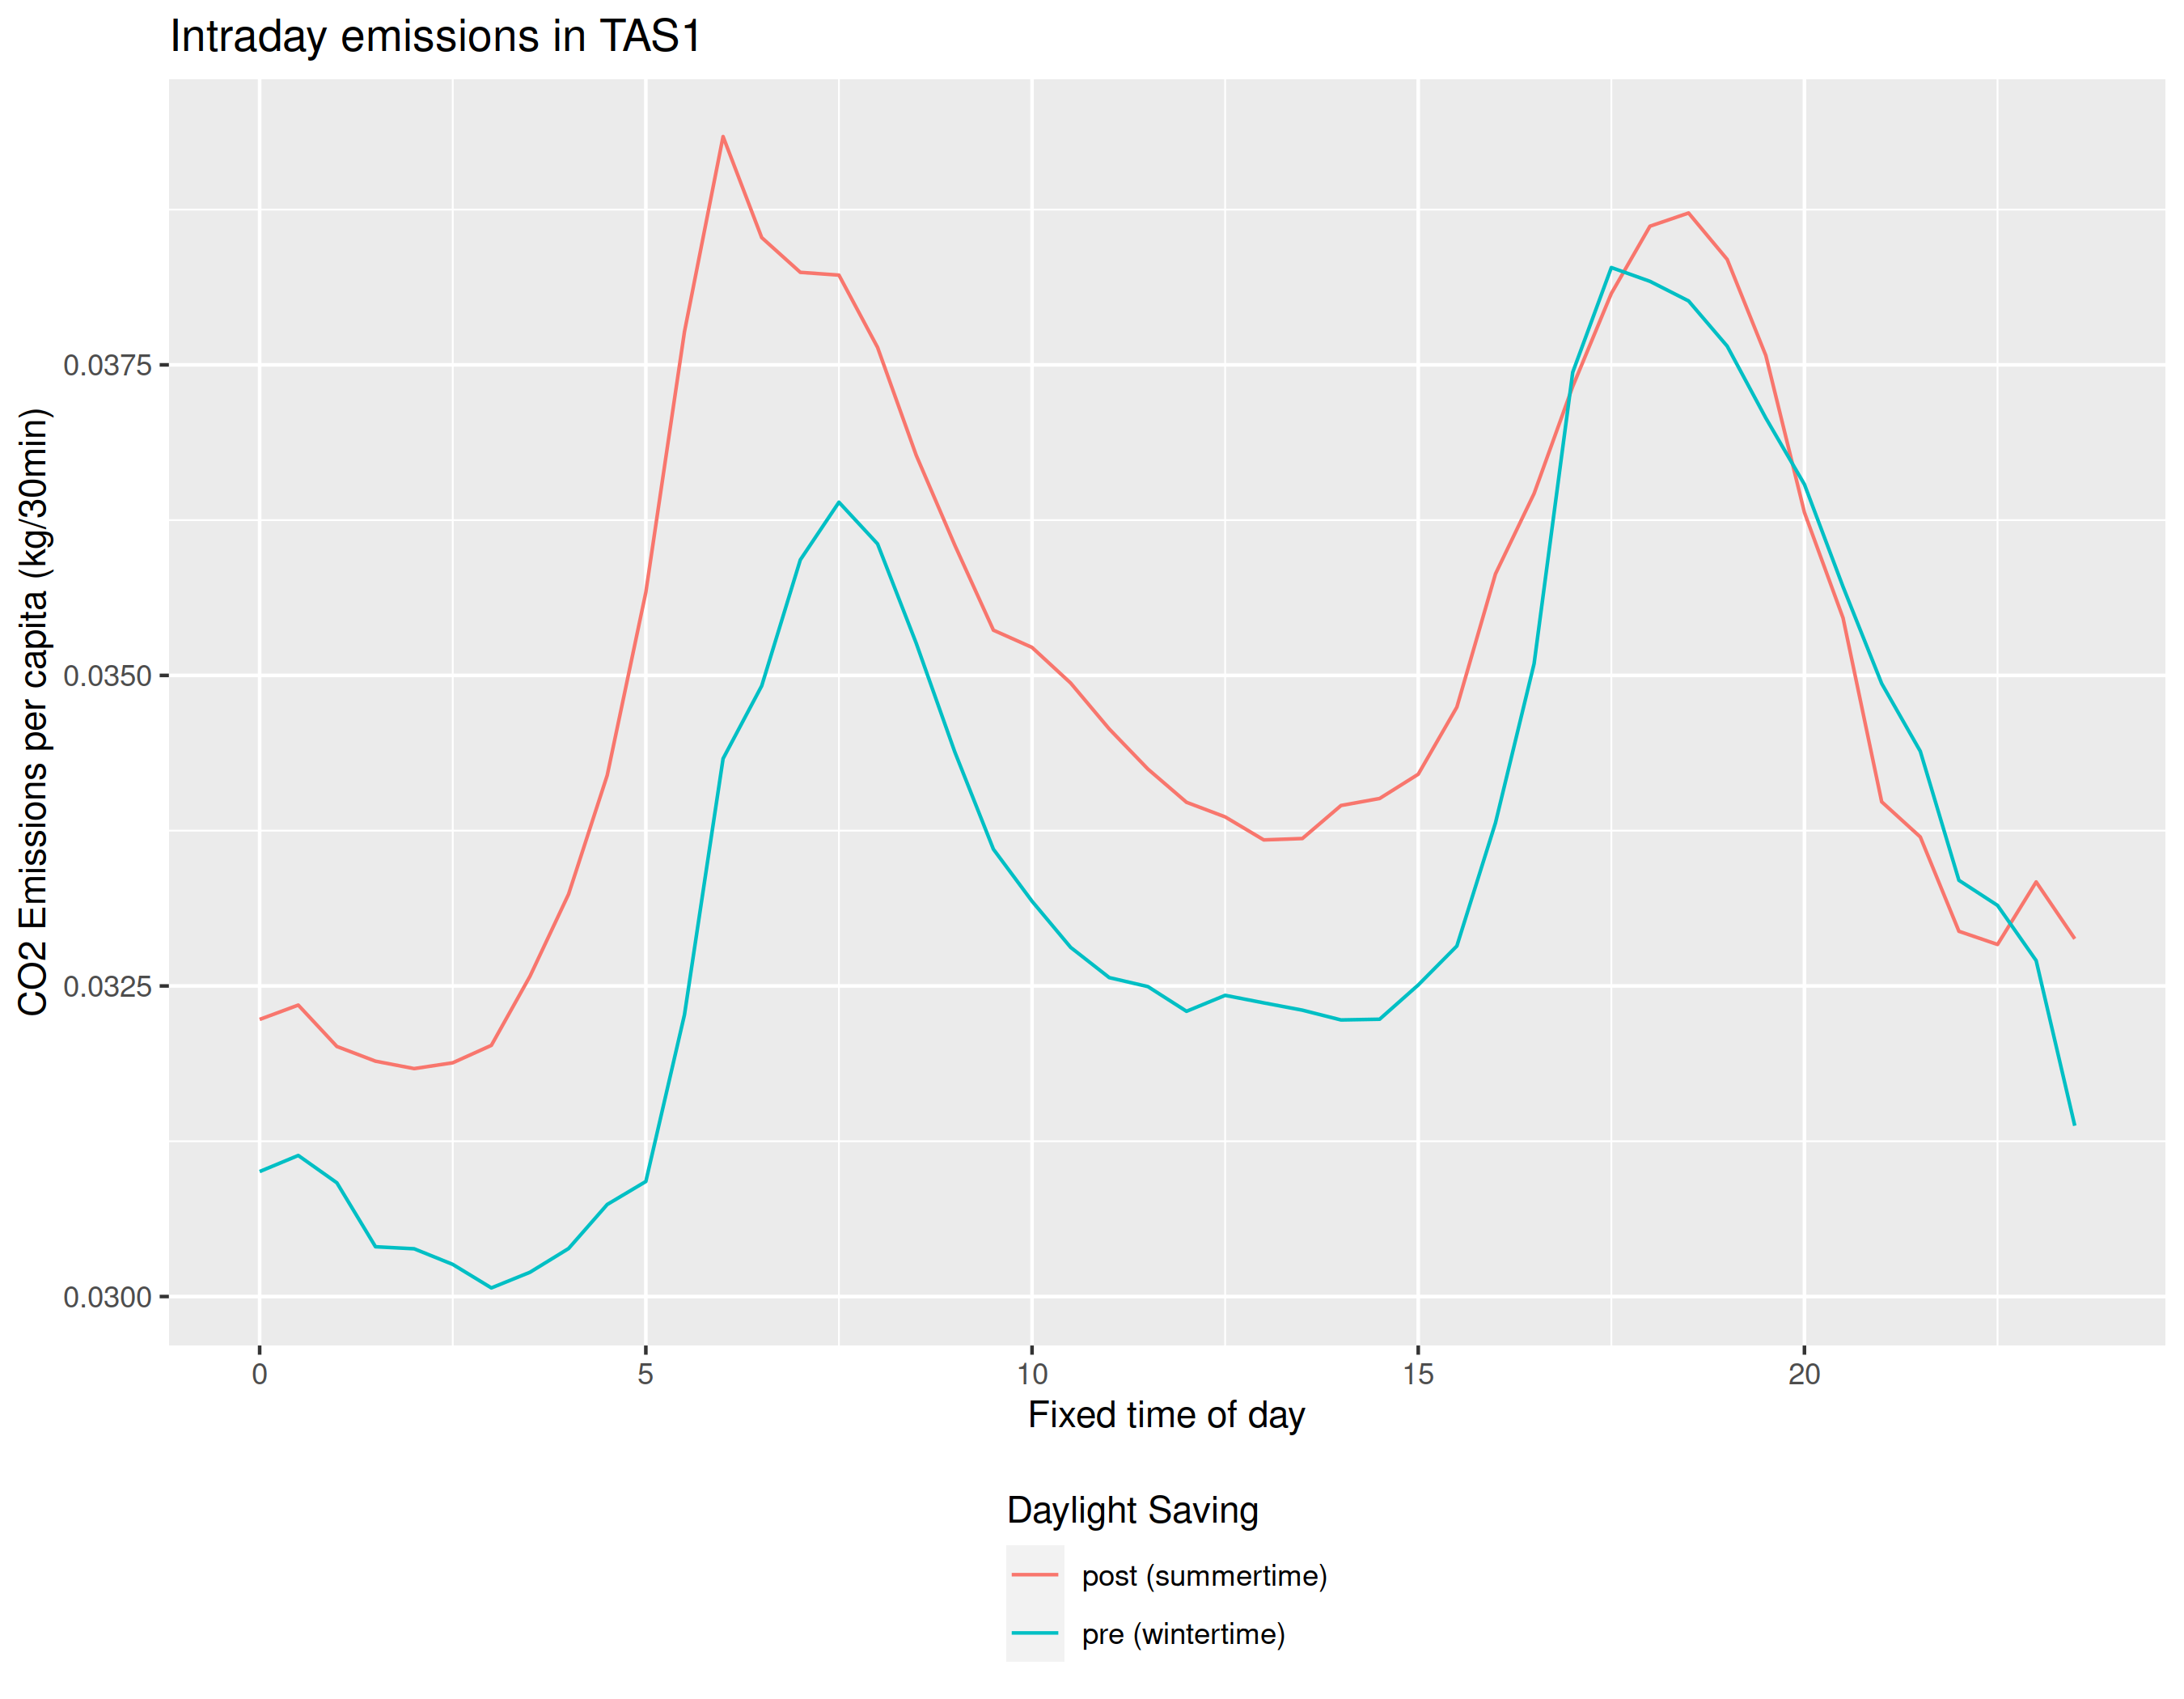 Intraday emissions in TAS1
CO2 Emissions per capita (kg/30min)
0.0375
0.0350
0.0325
0.0300
0 5 10 15 20
Fixed time of day
Daylight Saving
post (summertime)
pre (wintertime)